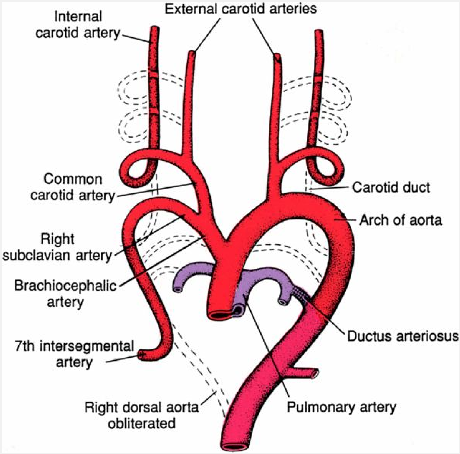 Internal
carotid artery
External carotid arteries
Common
carotid artery
Carotid duct
Arch of aorta
Right
subclavian artery
Brachiocephalic
artery
Ductus arteriosus
7th intersegmental
artery
Right dorsal aorta
obliterated
Pulmonary artery